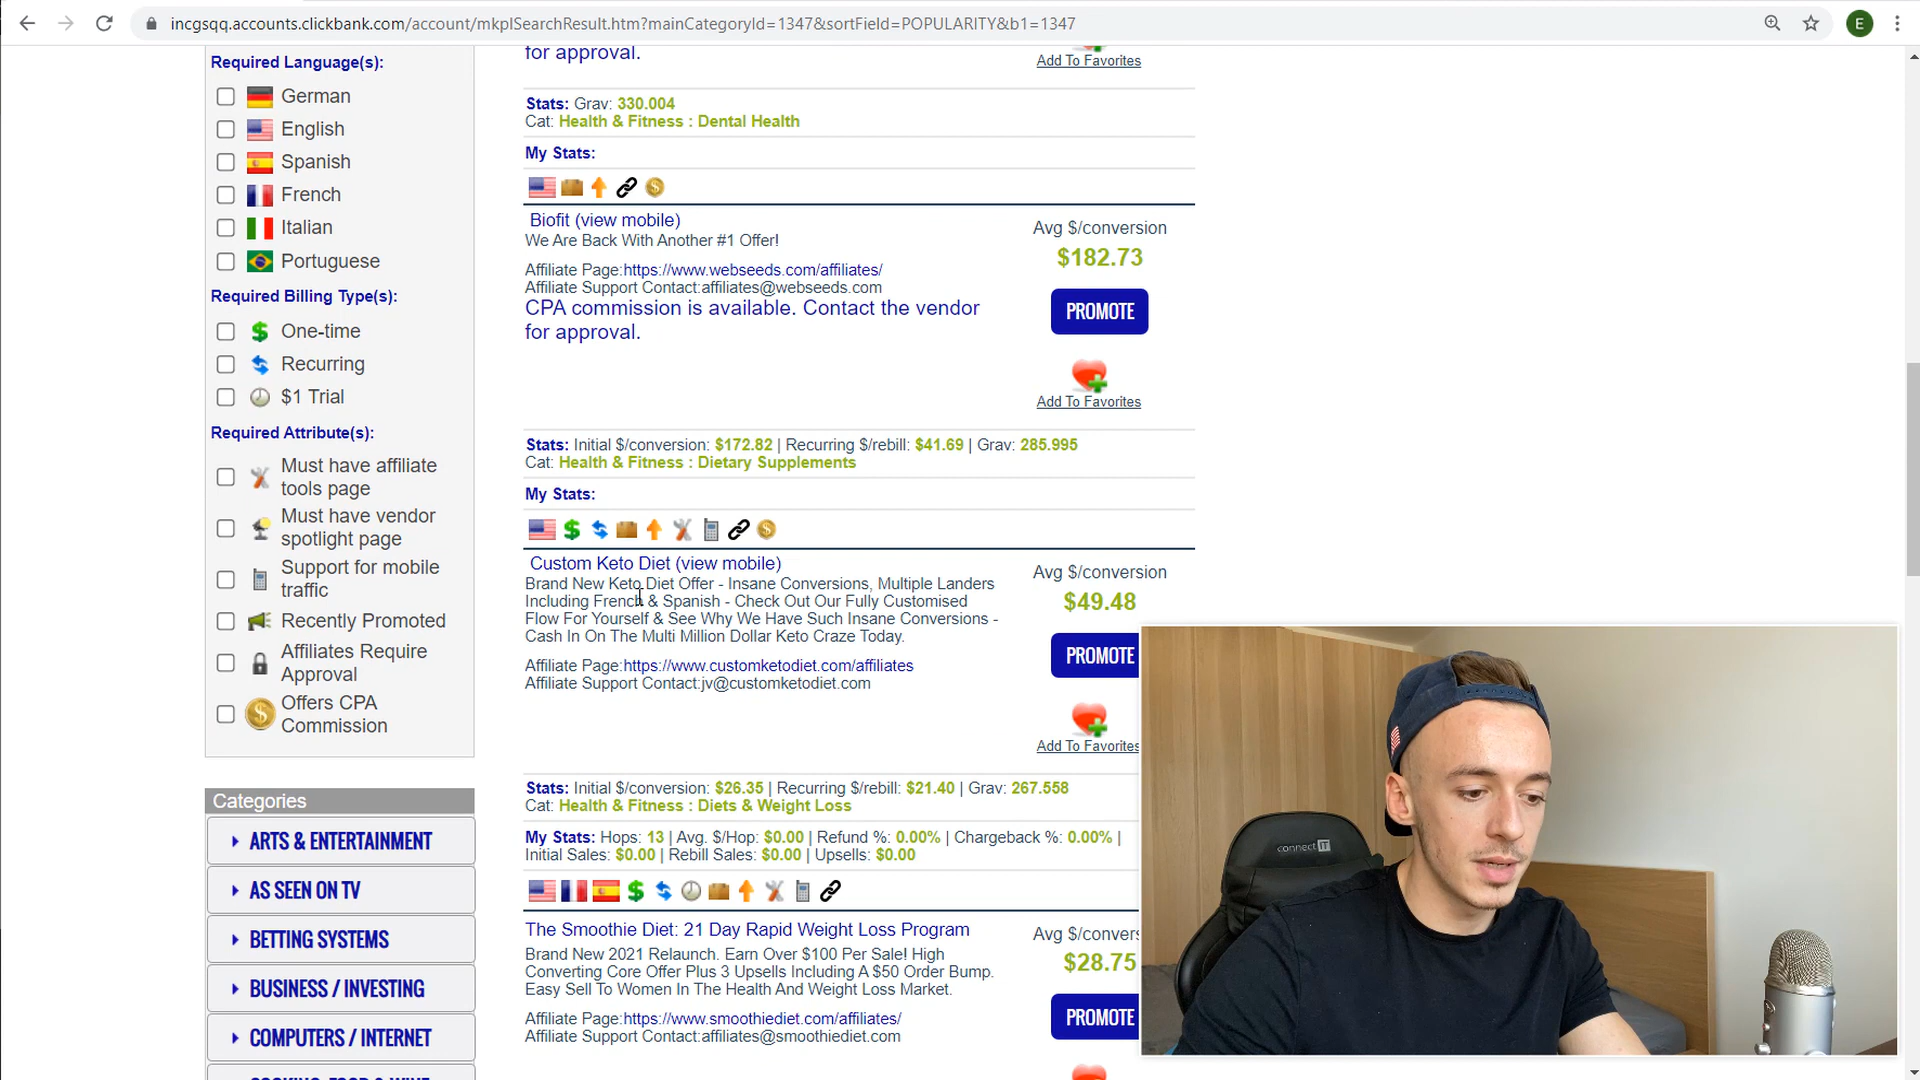 incgsqq.accounts.clickbank.com/account/mkplSearchResult.htm?mainCategoryId=1347&sortField=POPULARITY&b1=1347
E
Required Language(s):
German
English
Spanish
French
Italian
Portuguese
Required Billing Type(s):
One-time
Recurring
$1 Trial
Required Attribute(s):
Must have affiliate
tools page
Must have vendor
spotlight page
Support for mobile
traffic
Recently Promoted
Affiliates Require
Approval
Offers CPA
Commission
Categories
ARTS & ENTERTAINMENT
AS SEEN ON TV
BETTING SYSTEMS
BUSINESS / INVESTING
COMPUTERS / INTERNET
COOKING, FOOD & WINE
for approval.
Add To Favorites
Stats: Grav: 330.004
Cat: Health & Fitness : Dental Health
My Stats:
Biofit (view mobile)
We Are Back With Another #1 Offer!
Affiliate Page:https://www.webseeds.com/affiliates/
Affiliate Support Contact:affiliates@webseeds.com
CPA commission is available. Contact the vendor
for approval.
Avg $/conversion
$182.73
PROMOTE
Add To Favorites
Stats: Initial $/conversion: $172.82 | Recurring $/rebill: $41.69 | Grav: 285.995
Cat: Health & Fitness : Dietary Supplements
My Stats:
Custom Keto Diet (view mobile)
Brand New Keto Diet Offer - Insane Conversions, Multiple Landers
Including French & Spanish - Check Out Our Fully Customised
Flow For Yourself & See Why We Have Such Insane Conversions -
Cash In On The Multi Million Dollar Keto Craze Today.
Affiliate Page:https://www.customketodiet.com/affiliates
Affiliate Support Contact:jv@customketodiet.com
Avg $/conversion
$49.48
PROMOTE
Add To Favorites
Stats: Initial $/conversion: $26.35 | Recurring $/rebill: $21.40 | Grav: 267.558
Cat: Health & Fitness : Diets & Weight Loss
My Stats: Hops: 13 | Avg. $/Hop: $0.00 | Refund %: 0.00% | Chargeback %: 0.00% |
Initial Sales: $0.00 | Rebill Sales: $0.00 | Upsells: $0.00
The Smoothie Diet: 21 Day Rapid Weight Loss Program
Brand New 2021 Relaunch. Earn Over $100 Per Sale! High
Converting Core Offer Plus 3 Upsells Including A $50 Order Bump.
Easy Sell To Women In The Health And Weight Loss Market.
Affiliate Page:https://www.smoothiediet.com/affiliates/
Affiliate Support Contact:affiliates@smoothiediet.com
Avg $/convers
$28.75
PROMOTE
connect IT